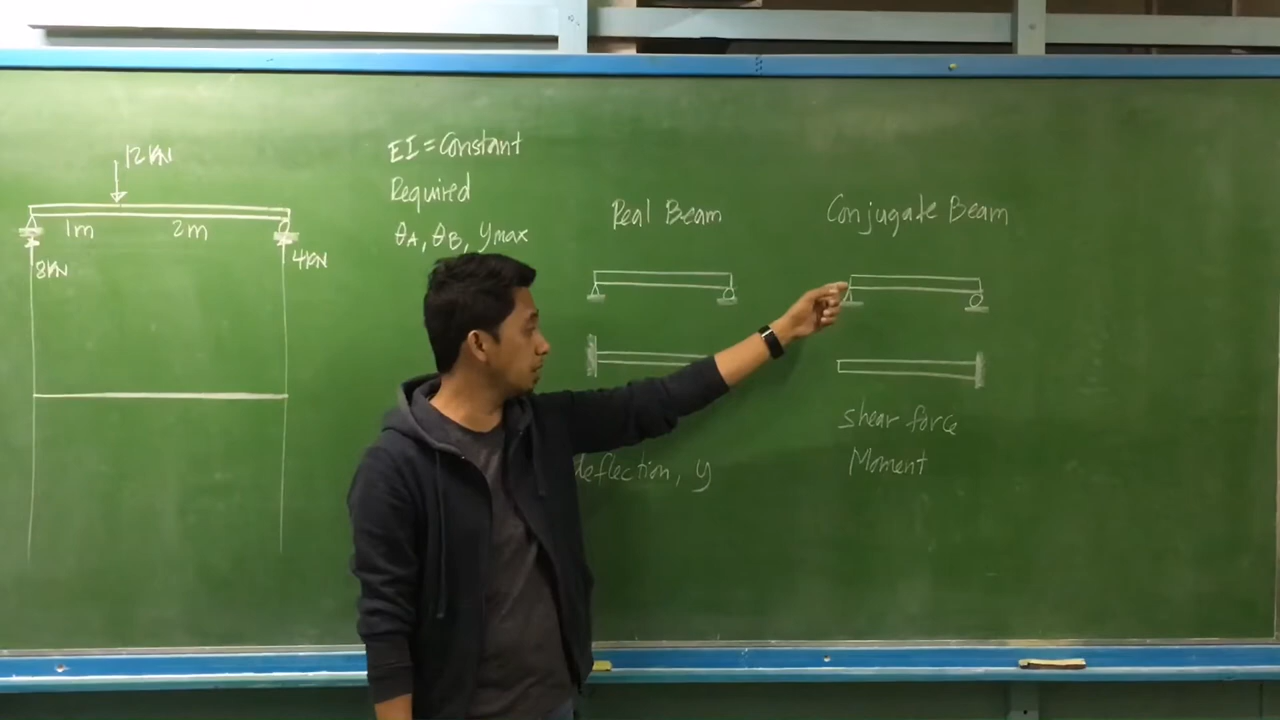 12KN
1m 2m
8KN
4KN
EI = Constant
Required
θA, θB, ymax
Real Beam
deflection, y
Conjugate Beam
shear force
Moment